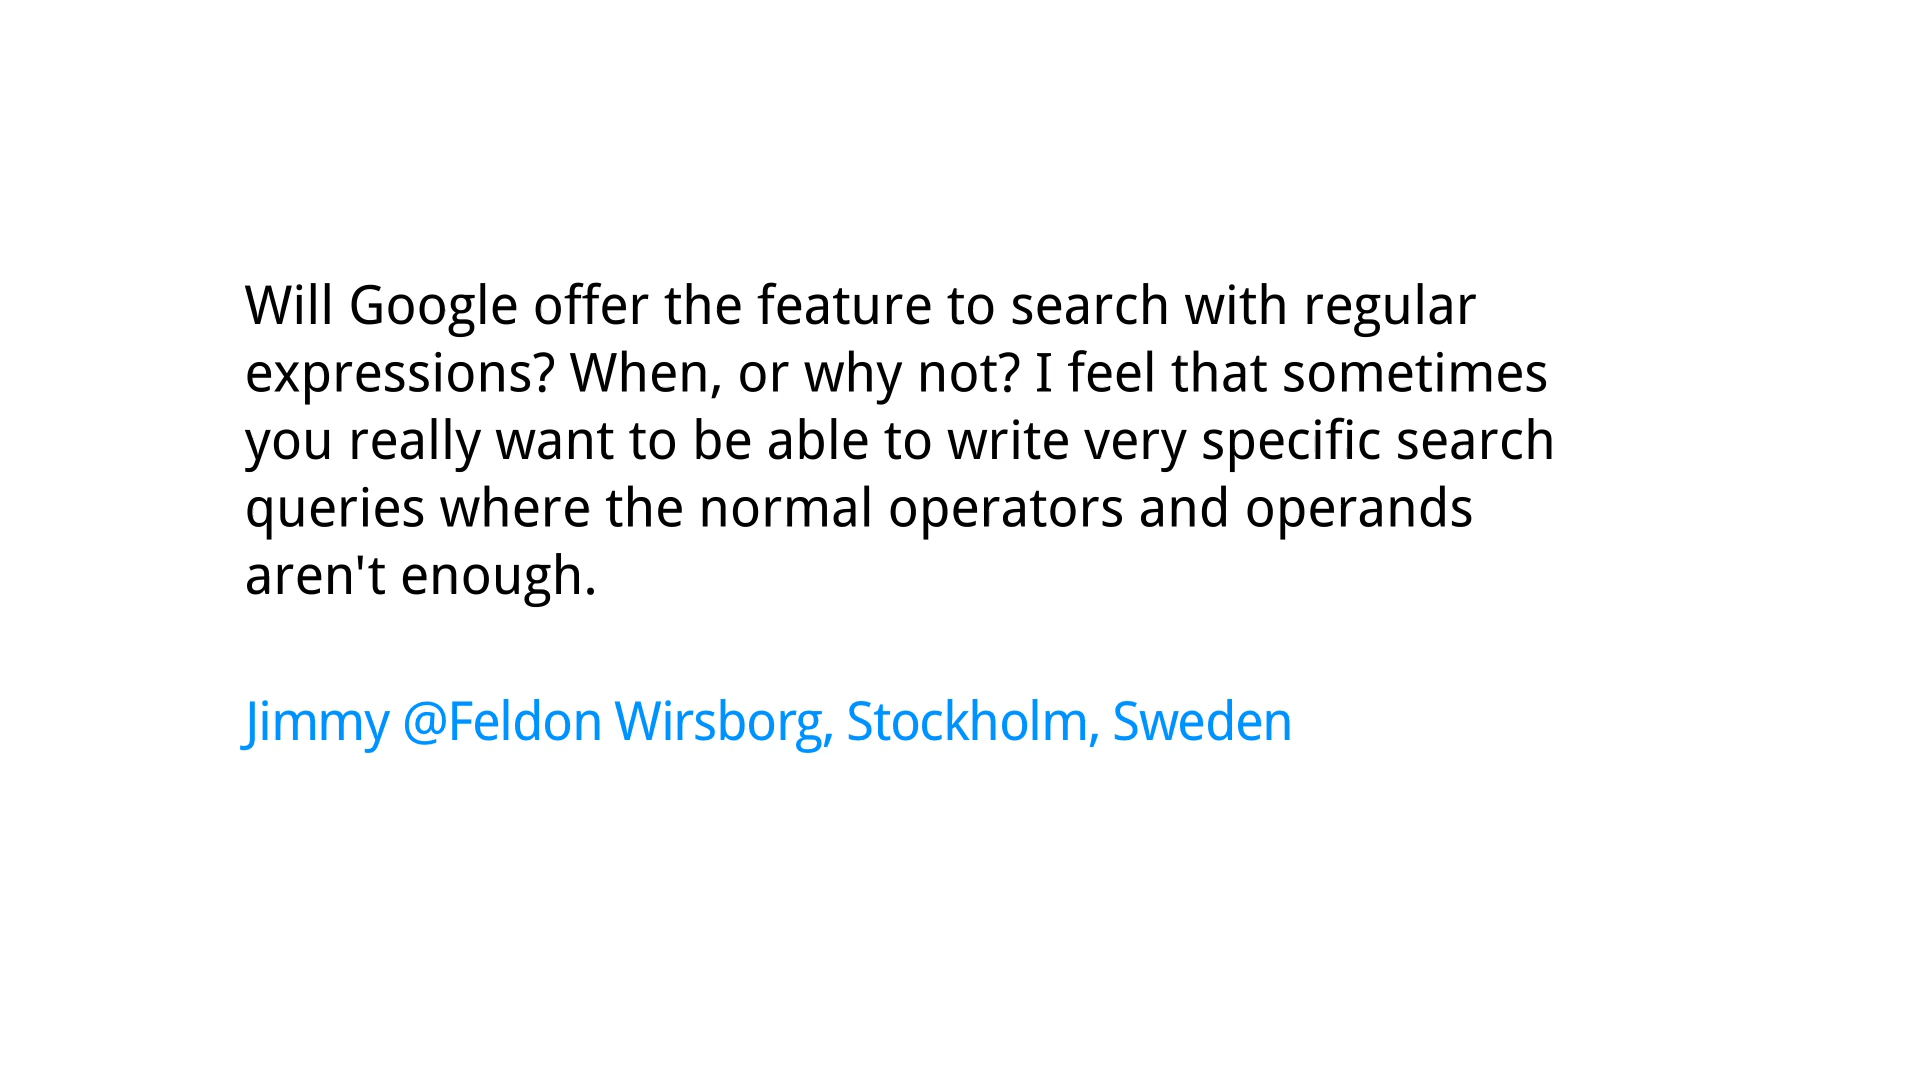 Will Google offer the feature to search with regular
expressions? When, or why not? I feel that sometimes
you really want to be able to write very specific search
queries where the normal operators and operands
aren't enough.
Jimmy @Feldon Wirsborg, Stockholm, Sweden